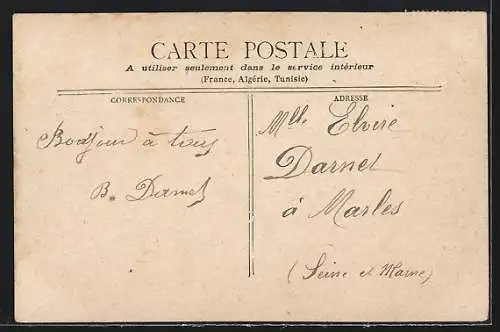 CARTE POSTALE
A utiliser seulement dans le service intérieur
(France, Algérie, Tunisie)
CORRESPONDANCE
Bonjour à tous
B. Darnet
ADRESSE
Mlle Elvire
Darnet
à Marles
(Seine et Marne)